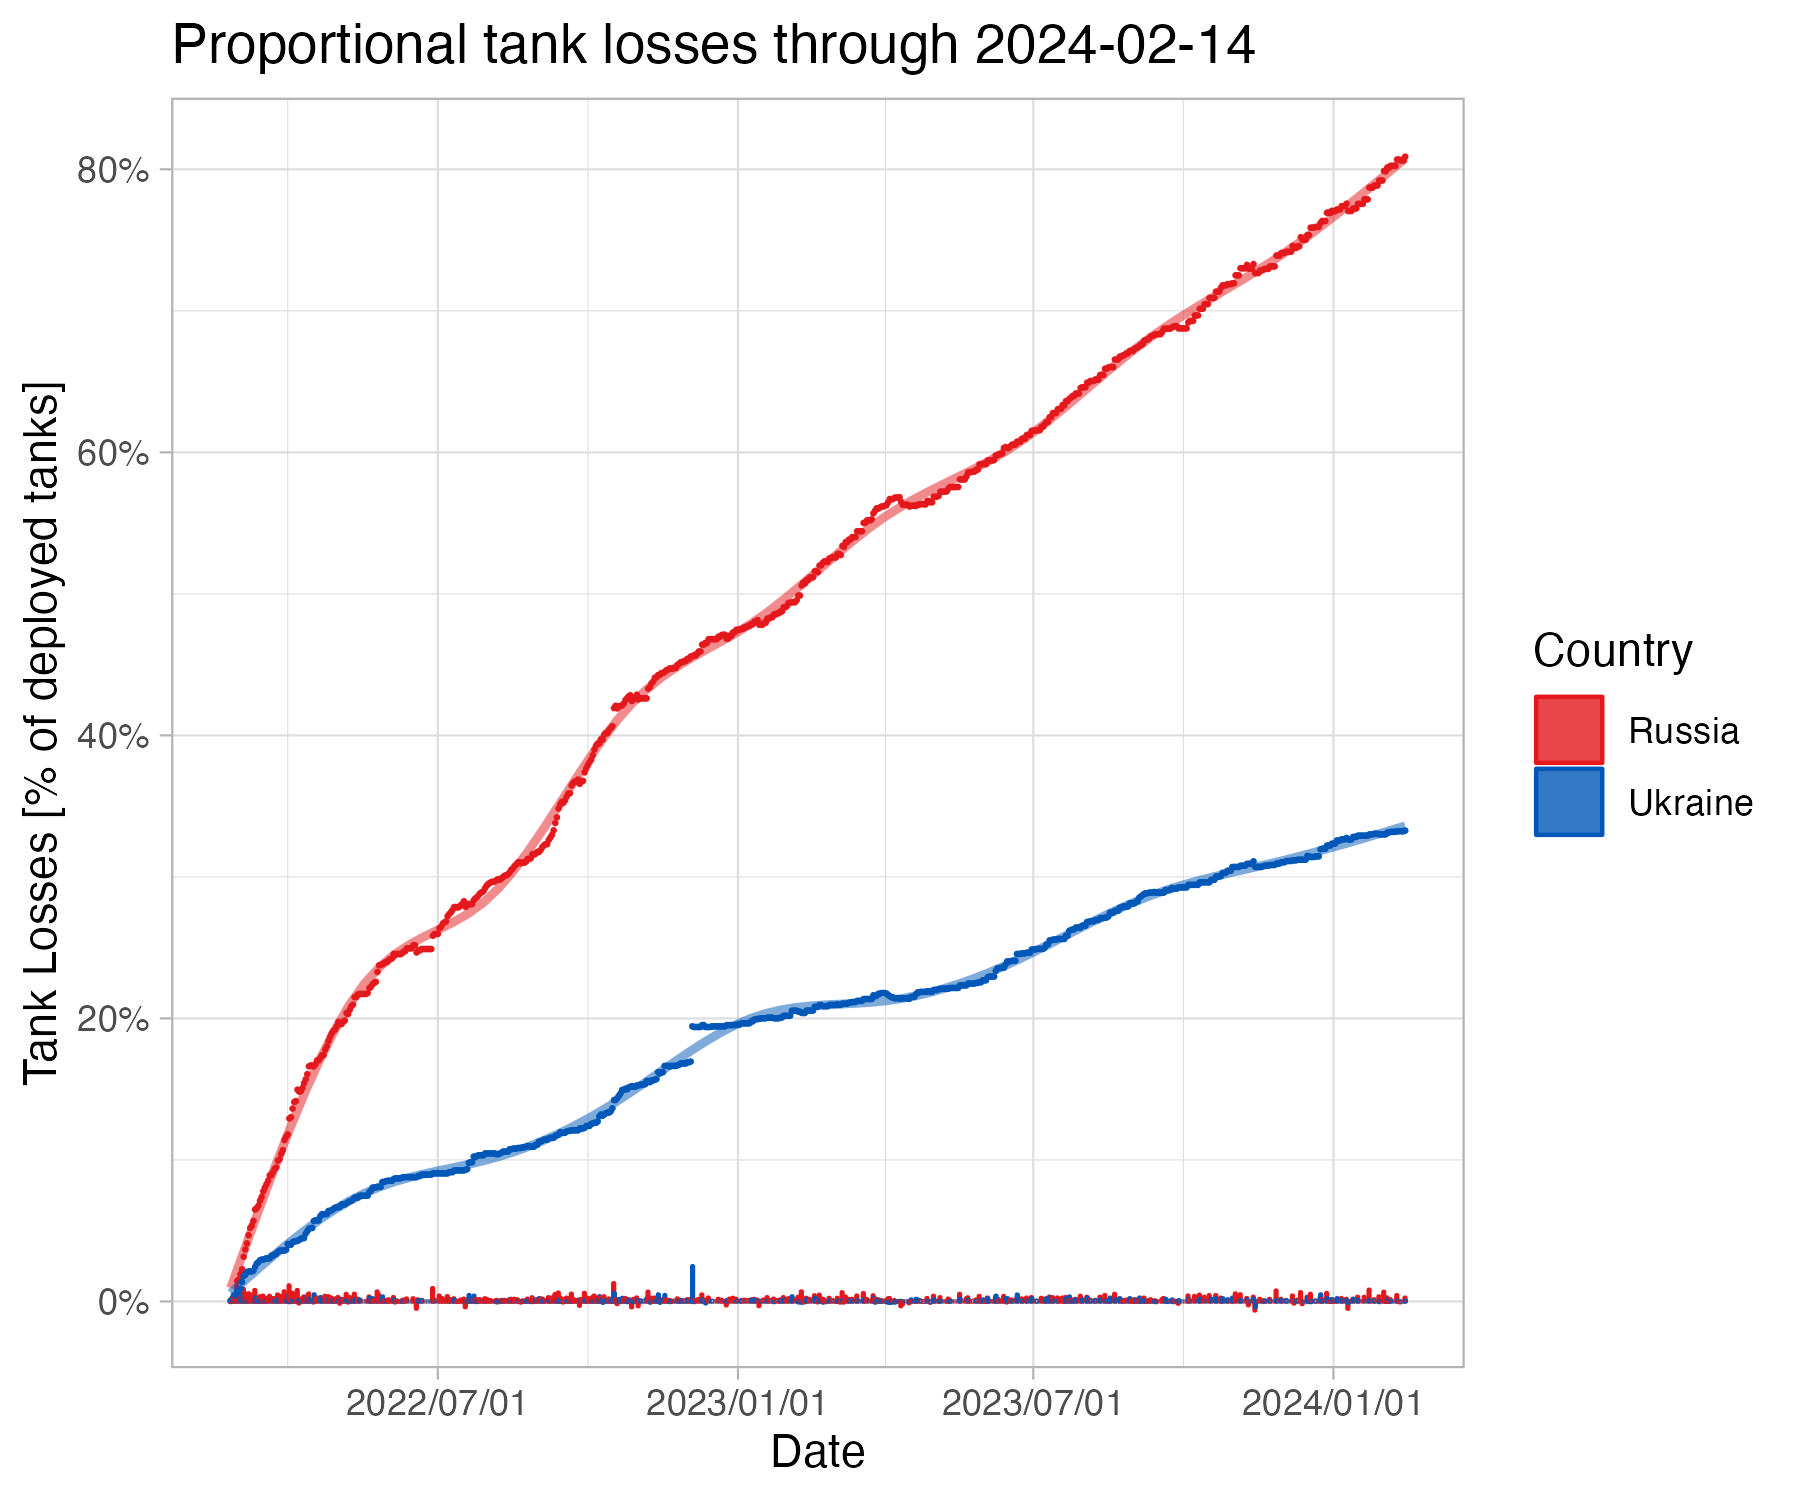 Proportional tank losses through 2024-02-14
Tank Losses [% of deployed tanks]
80%
60%
40%
20%
0%
2022/07/01
2023/01/01
2023/07/01
2024/01/01
Date
Country
Russia
Ukraine